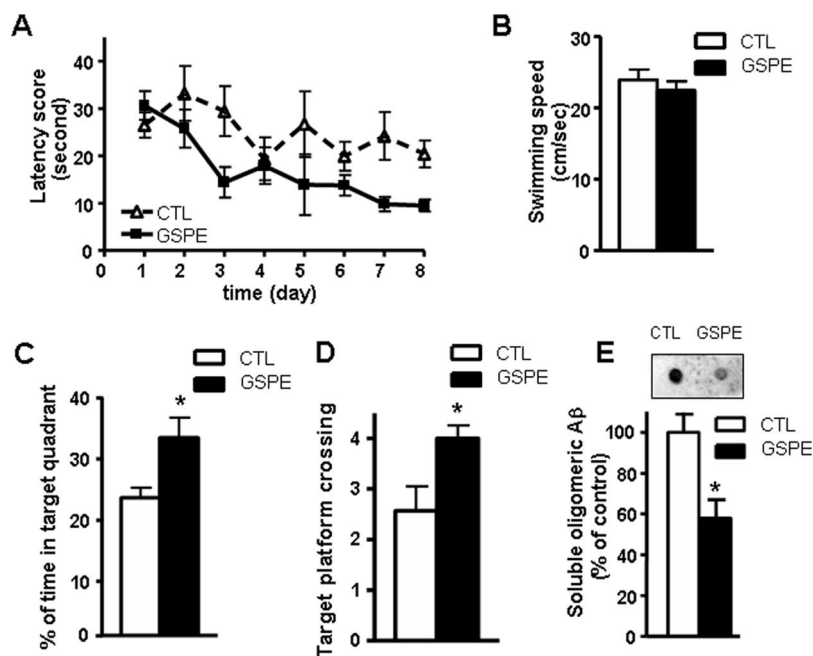 A
Latency score
(second)
40
30
20
10
0
CTL
GSPE
0 1 2 3 4 5 6 7 8
time (day)
B
Swimming speed
(cm/sec)
30
20
10
0
CTL
GSPE
C
% of time in target quadrant
40
30
20
10
0
CTL
GSPE
*
D
Target platform crossing
4
3
2
1
0
CTL
GSPE
*
E
CTL GSPE
Soluble oligomeric Aβ
(% of control)
100
80
60
40
20
0
CTL
GSPE
*